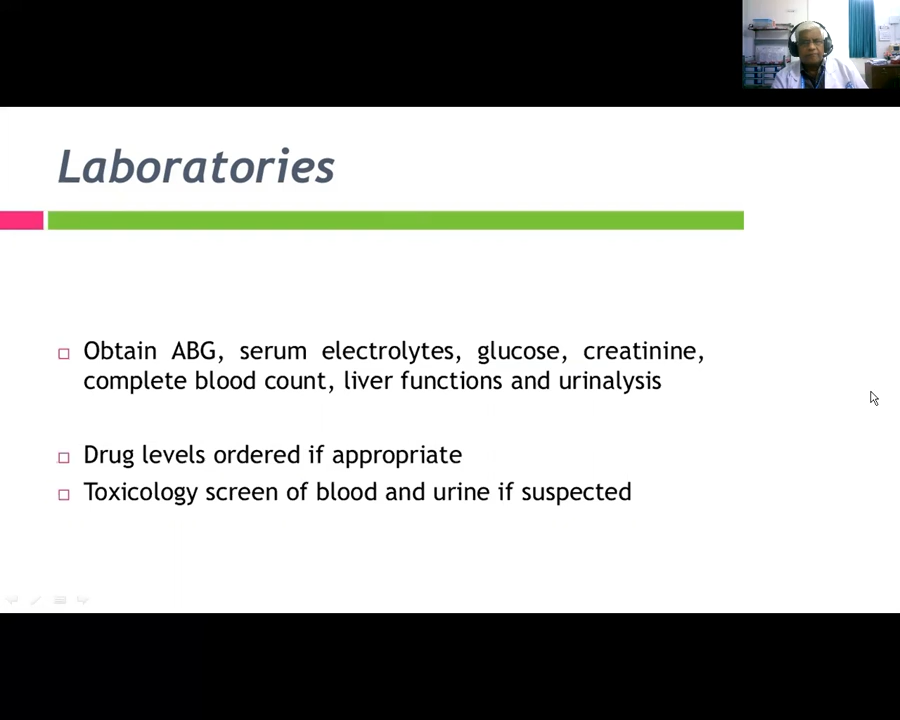 Laboratories
Obtain ABG, serum electrolytes, glucose, creatinine,
complete blood count, liver functions and urinalysis
Drug levels ordered if appropriate
Toxicology screen of blood and urine if suspected